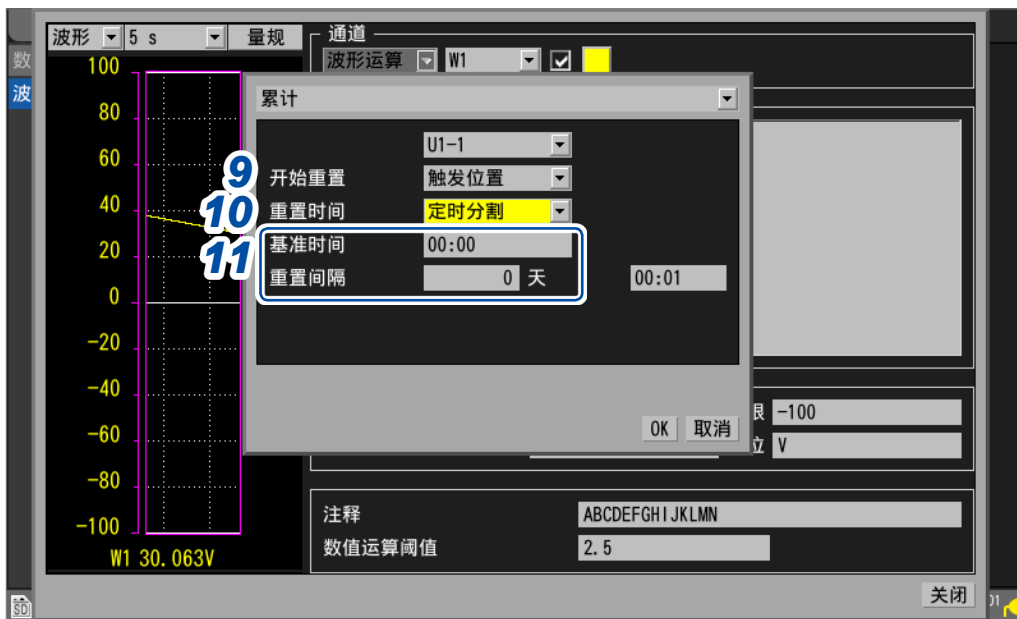 波形 5 s 量规
通道
数
波形运算 W1
波
100
80
60
40
20
0
-20
-40
-60
-80
-100
W1 30.063V
累计
U1-1
9 开始重置 触发位置
10 重置时间 定时分割
11 基准时间 00:00
重置间隔 0 天 00:01
OK 取消
限 -100
位 V
注释 ABCDEFGHIJKLMN
数值运算阈值 2.5
关闭
SD
01